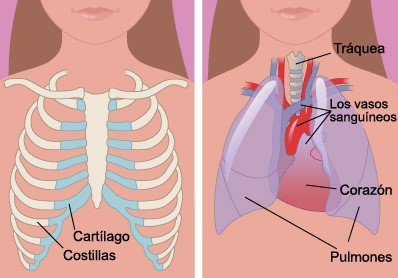 Cartílago
Costillas
Tráquea
Los vasos
sanguíneos
Corazón
Pulmones